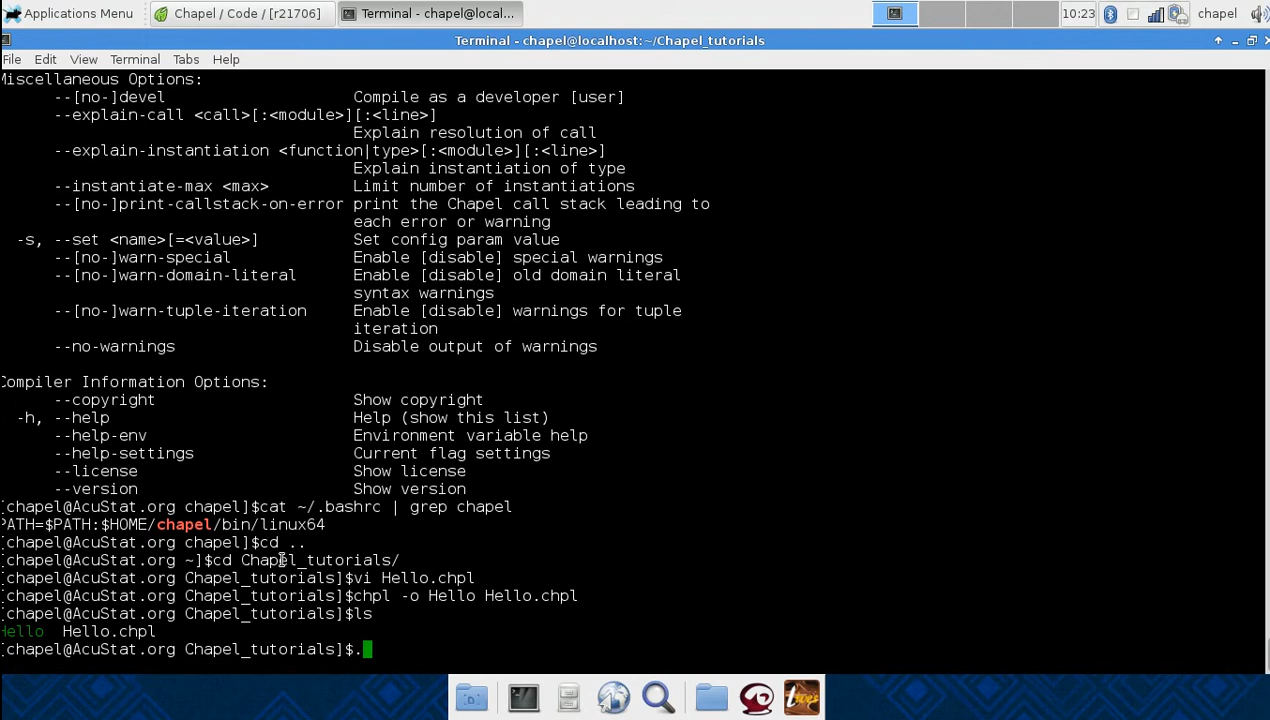 Applications Menu
Chapel / Code / [r21706]
Terminal - chapel@local...
10:23
chapel
Terminal - chapel@localhost:~/Chapel_tutorials
File Edit View Terminal Tabs Help
Miscellaneous Options:
--[no-]devel Compile as a developer [user]
--explain-call <call>[:<module>][:<line>]
Explain resolution of call
--explain-instantiation <function|type>[:<module>][:<line>]
Explain instantiation of type
--instantiate-max <max> Limit number of instantiations
--[no-]print-callstack-on-error print the Chapel call stack leading to
each error or warning
-s, --set <name>[=<value>] Set config param value
--[no-]warn-special Enable [disable] special warnings
--[no-]warn-domain-literal Enable [disable] old domain literal
syntax warnings
--[no-]warn-tuple-iteration Enable [disable] warnings for tuple
iteration
--no-warnings Disable output of warnings
Compiler Information Options:
--copyright Show copyright
-h, --help Help (show this list)
--help-env Environment variable help
--help-settings Current flag settings
--license Show license
--version Show version
[chapel@AcuStat.org chapel]$cat ~/.bashrc | grep chapel
PATH=$PATH:$HOME/chapel/bin/linux64
[chapel@AcuStat.org chapel]$cd ..
[chapel@AcuStat.org ~]$cd Chapel_tutorials/
[chapel@AcuStat.org Chapel_tutorials]$vi Hello.chpl
[chapel@AcuStat.org Chapel_tutorials]$chpl -o Hello Hello.chpl
[chapel@AcuStat.org Chapel_tutorials]$ls
Hello Hello.chpl
[chapel@AcuStat.org Chapel_tutorials]$.